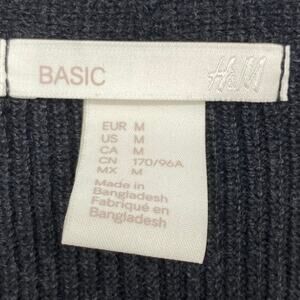 BASIC H&M
EUR M
US M
CA M
CN 170/96A
MX M
Made in
Bangladesh
Fabriqué en
Bangladesh